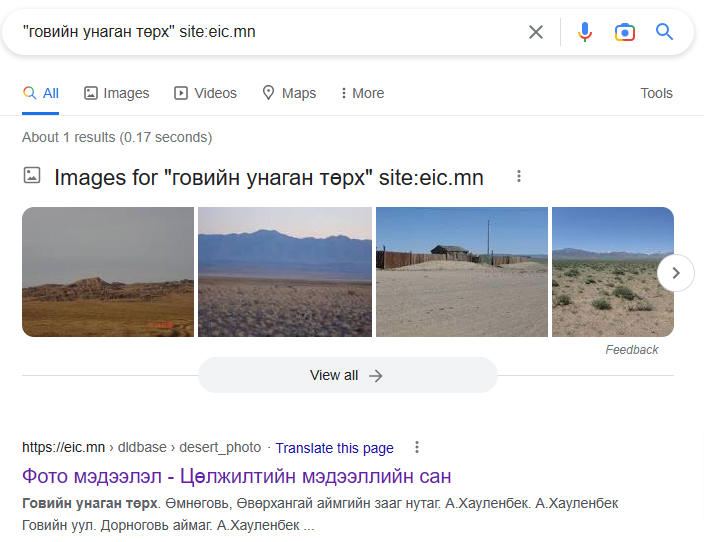 "говийн унаган төрх" site:eic.mn
All Images Videos Maps More Tools
About 1 results (0.17 seconds)
Images for "говийн унаган төрх" site:eic.mn
Feedback
View all
https://eic.mn › dldbase › desert_photo · Translate this page
Фото мэдээлэл - Цөлжилтийн мэдээллийн сан
Говийн унаган төрх. Өмнөговь, Өвөрхангай аймгийн зааг нутаг. А.Хауленбек. А.Хауленбек
Говийн уул. Дорноговь аймаг. А.Хауленбек ...